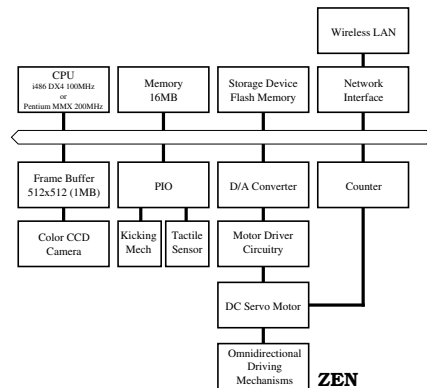 Wireless LAN
CPU
i486 DX4 100MHz
or
Pentium MMX 200MHz
Memory
16MB
Storage Device
Flash Memory
Network
Interface
Frame Buffer
512x512 (1MB)
PIO
D/A Converter
Counter
Color CCD
Camera
Kicking
Mech
Tactile
Sensor
Motor Driver
Circuitry
DC Servo Motor
Omnidirectional
Driving
Mechanisms
ZEN